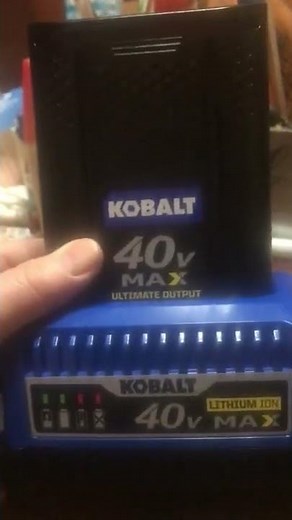 KOBALT
40V
MAX
ULTIMATE OUTPUT
KOBALT
LITHIUM ION
40V MAX